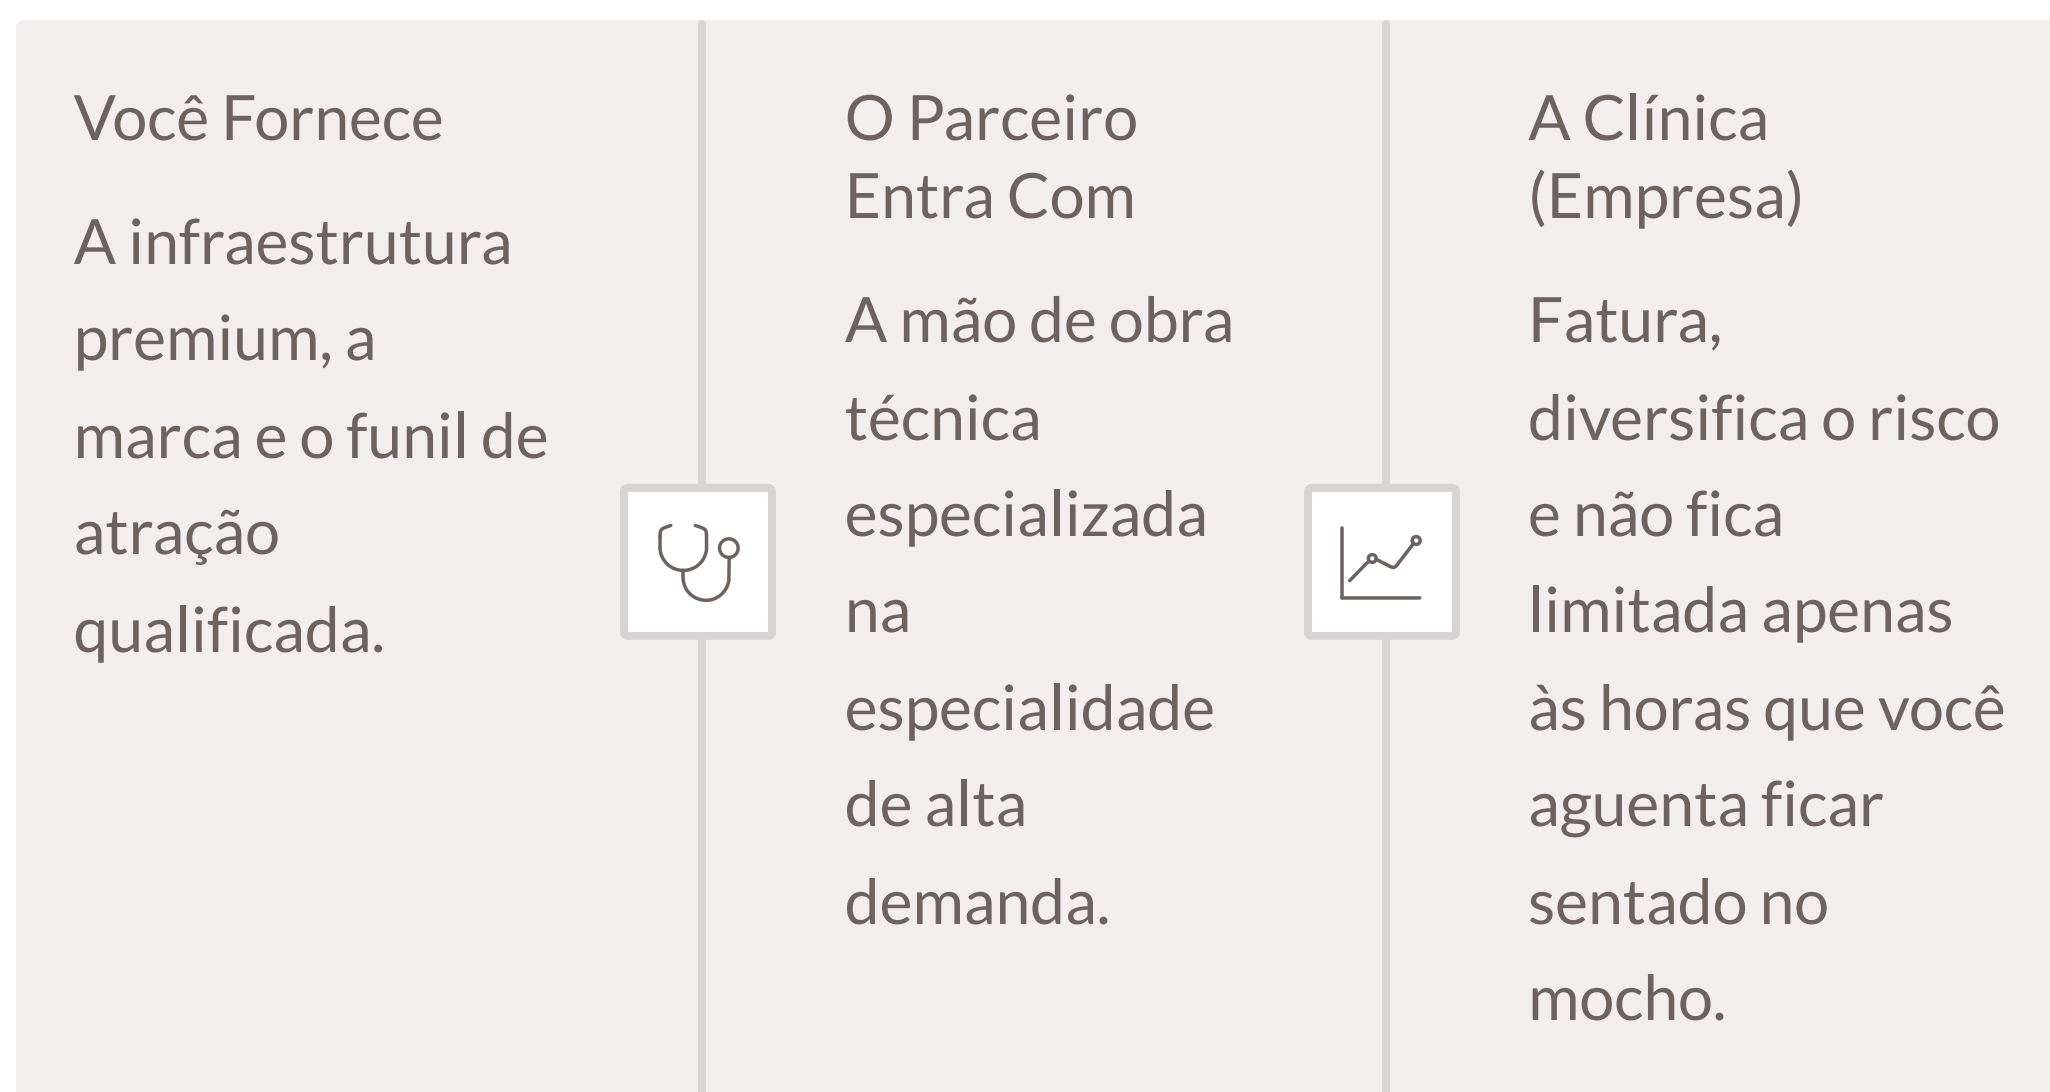 Você Fornece
A infraestrutura
premium, a
marca e o funil de
atração
qualificada.
O Parceiro
Entra Com
A mão de obra
técnica
especializada
na
especialidade
de alta
demanda.
A Clínica
(Empresa)
Fatura,
diversifica o risco
e não fica
limitada apenas
às horas que você
aguenta ficar
sentado no
mocho.